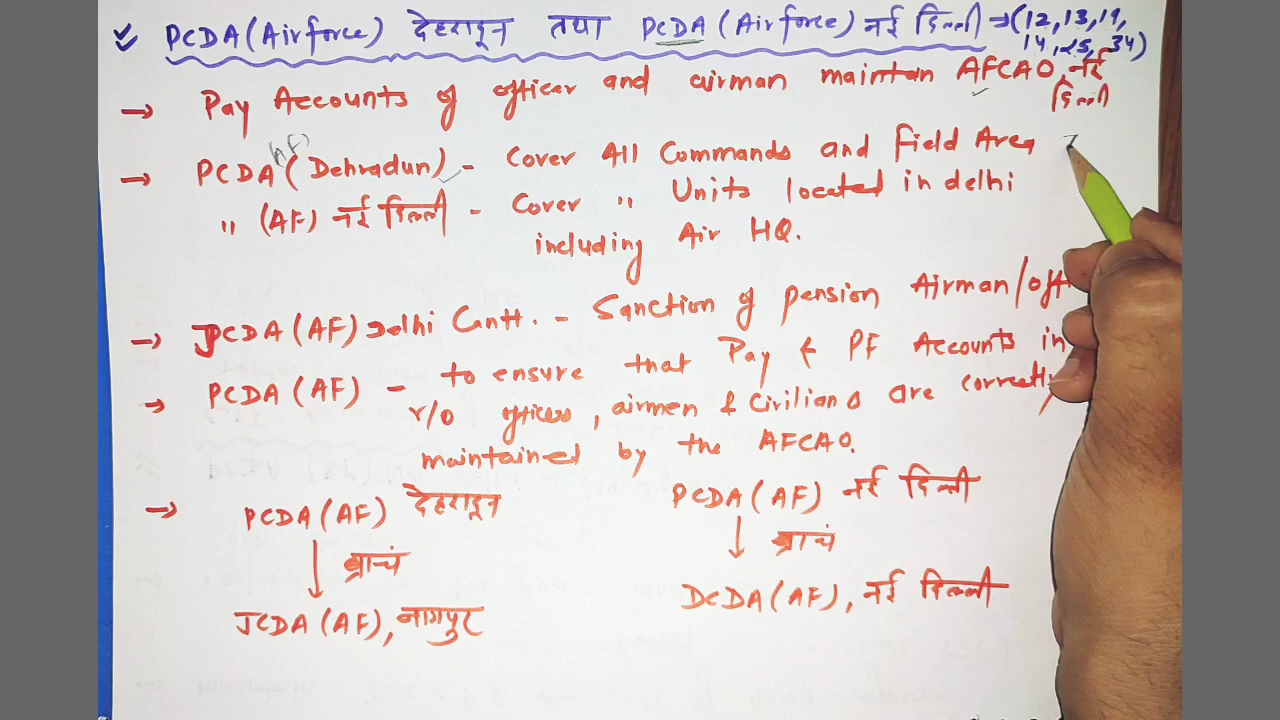 PCDA (Airforce) देहरादून तथा PCDA (Airforce) नई दिल्ली → (12, 13, 19,
14, 25, 34)
→ Pay Accounts of officer and airman maintain AFCAO, नई
दिल्ली
→ PCDA (AF) (Dehradun) - Cover All Commands and field Area
" (AF) नई दिल्ली - Cover " Units located in delhi
including Air HQ.
→ JCDA (AF) Delhi Cantt. - Sanction of pension Airman/off
→ PCDA (AF) - to ensure that Pay & PF Accounts in
r/o offices, airmen & civilians are correctly
maintained by the AFCAO.
→ PCDA (AF) देहरादून PCDA (AF) नई दिल्ली
↓ ब्राचं ↓ ब्राचं
JCDA (AF), नागपुर DCDA (AF), नई दिल्ली